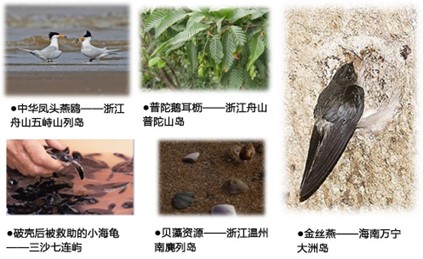 ●中华凤头燕鸥——浙江
舟山五峙山列岛
●普陀鹅耳枥——浙江舟山
普陀山岛
●破壳后被救助的小海龟
——三沙七连屿
●贝藻资源——浙江温州
南麂列岛
●金丝燕——海南万宁
大洲岛